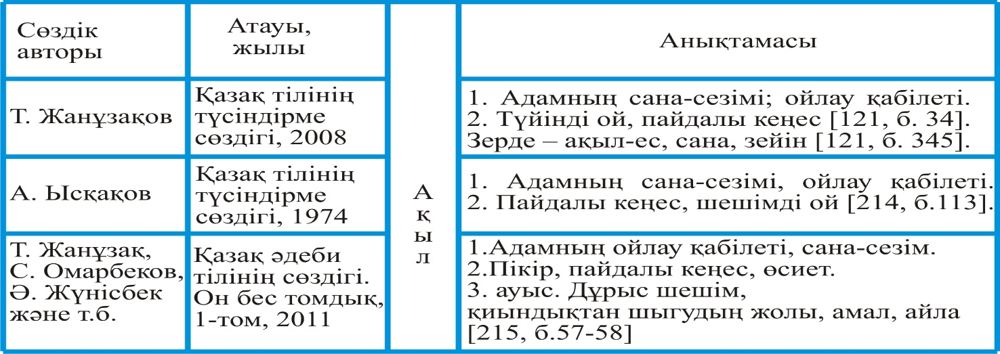 Сөздік
авторы
Атауы,
жылы
Анықтамасы
Т. Жанұзақов
Қазақ тілінің
түсіндірме
сөздігі, 2008
1. Адамның сана-сезімі; ойлау қабілеті.
2. Түйінді ой, пайдалы кеңес [121, б. 34].
Зерде – ақыл-ес, сана, зейін [121, б. 345].
А. Ысқақов
Қазақ тілінің
түсіндірме
сөздігі, 1974
А
қ
ы
л
1. Адамның сана-сезімі, ойлау қабілеті.
2. Пайдалы кеңес, шешімді ой [214, б.113].
Т. Жанұзақ,
С. Омарбеков,
Ә. Жүнісбек
және т.б.
Қазақ әдеби
тілінің сөздігі.
Он бес томдық,
1-том, 2011
1.Адамның ойлау қабілеті, сана-сезім.
2.Пікір, пайдалы кеңес, өсиет.
3. ауыс. Дұрыс шешім,
қиындықтан шыгудың жолы, амал, айла
[215, б.57-58]